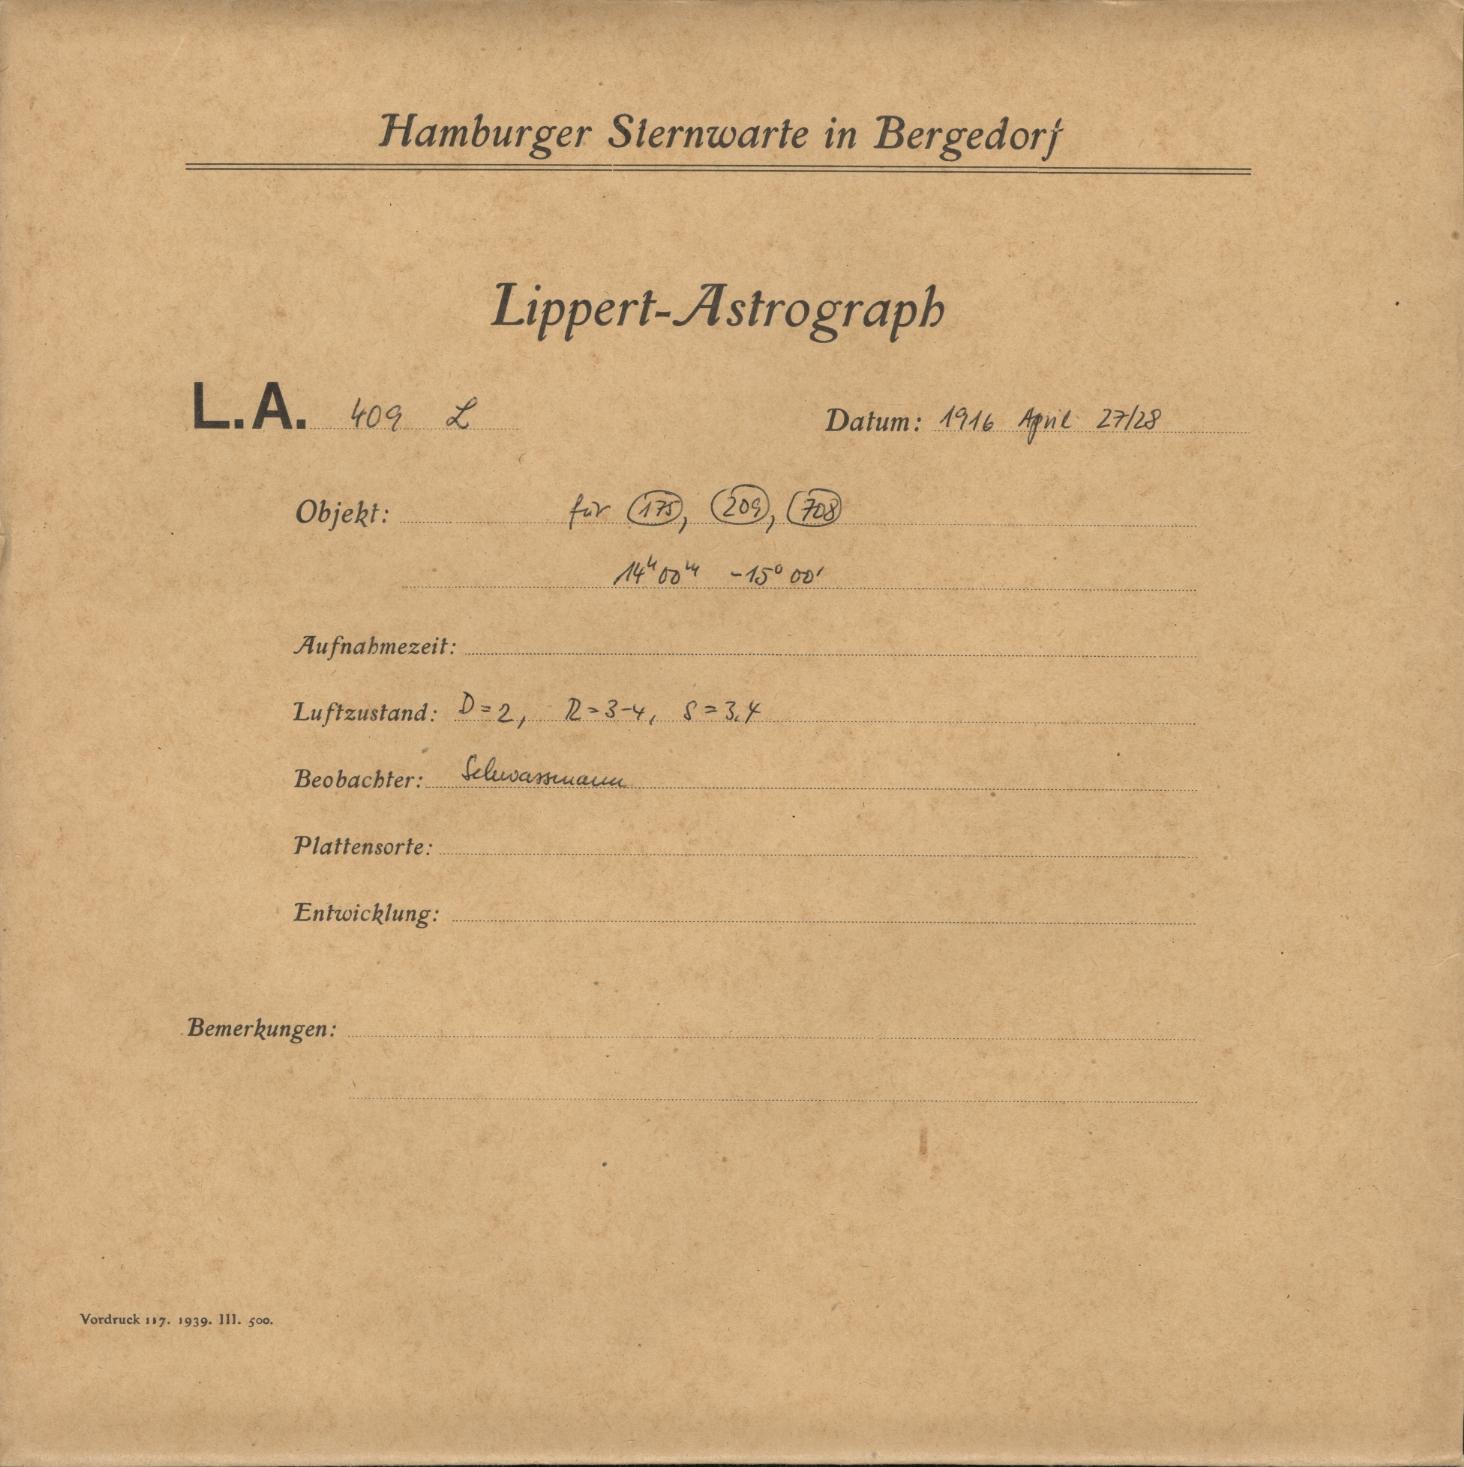 Hamburger Sternwarte in Bergedorf
Lippert-Astrograph
L.A. 409 L
Datum: 1916 April 27/28
Objekt: für 175, 209, 708
14ʰ00ᵐ -15°00′
Aufnahmezeit:
Luftzustand: D=2, R=3-4, S=3.4
Beobachter: Schwassmann
Plattensorte:
Entwicklung:
Bemerkungen:
Vordruck 117. 1939. III. 500.